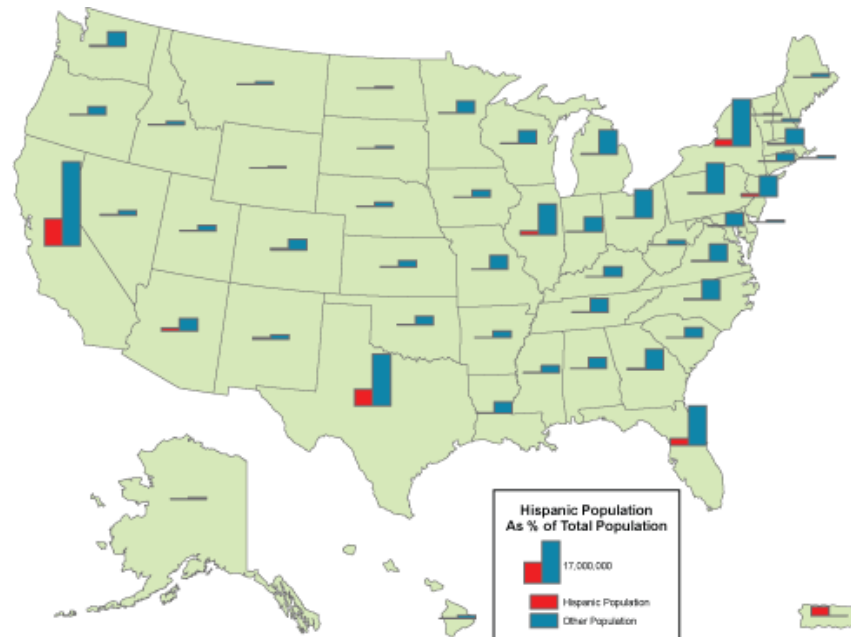 Hispanic Population
As % of Total Population
17,000,000
Hispanic Population
Other Population